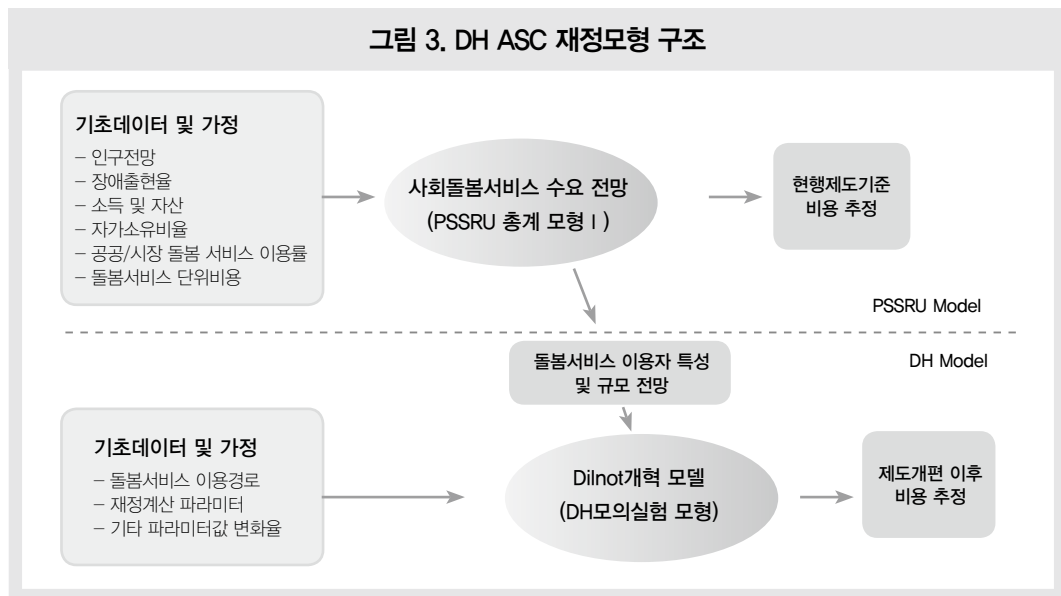 그림 3. DH ASC 재정모형 구조
기초데이터 및 가정
– 인구전망
– 장애출현율
– 소득 및 자산
– 자가소유비율
– 공공/시장 돌봄 서비스 이용률
– 돌봄서비스 단위비용
사회돌봄서비스 수요 전망
(PSSRU 총계 모형Ⅰ)
현행제도기준
비용 추정
PSSRU Model
DH Model
돌봄서비스 이용자 특성
및 규모 전망
기초데이터 및 가정
– 돌봄서비스 이용경로
– 재정계산 파라미터
– 기타 파라미터값 변화율
Dilnot개혁 모델
(DH모의실험 모형)
제도개편 이후
비용 추정